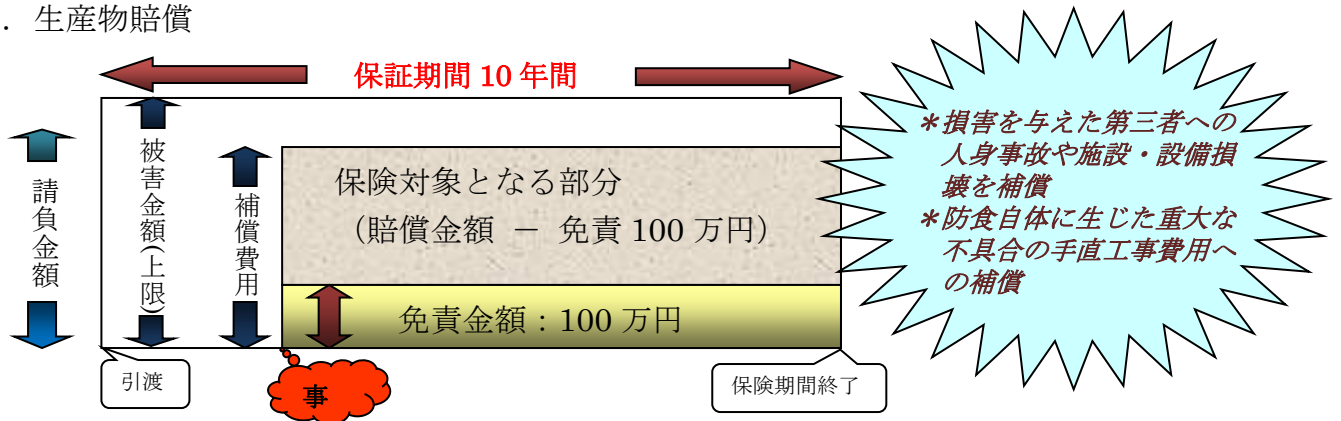 . 生産物賠償
保証期間 10 年間
請負金額
被害金額(上限)
補償費用
保険対象となる部分
（賠償金額 － 免責 100 万円）
免責金額：100 万円
引渡
事
保険期間終了
＊損害を与えた第三者への
人身事故や施設・設備損
壊を補償
＊防食自体に生じた重大な
不具合の手直工事費用へ
の補償